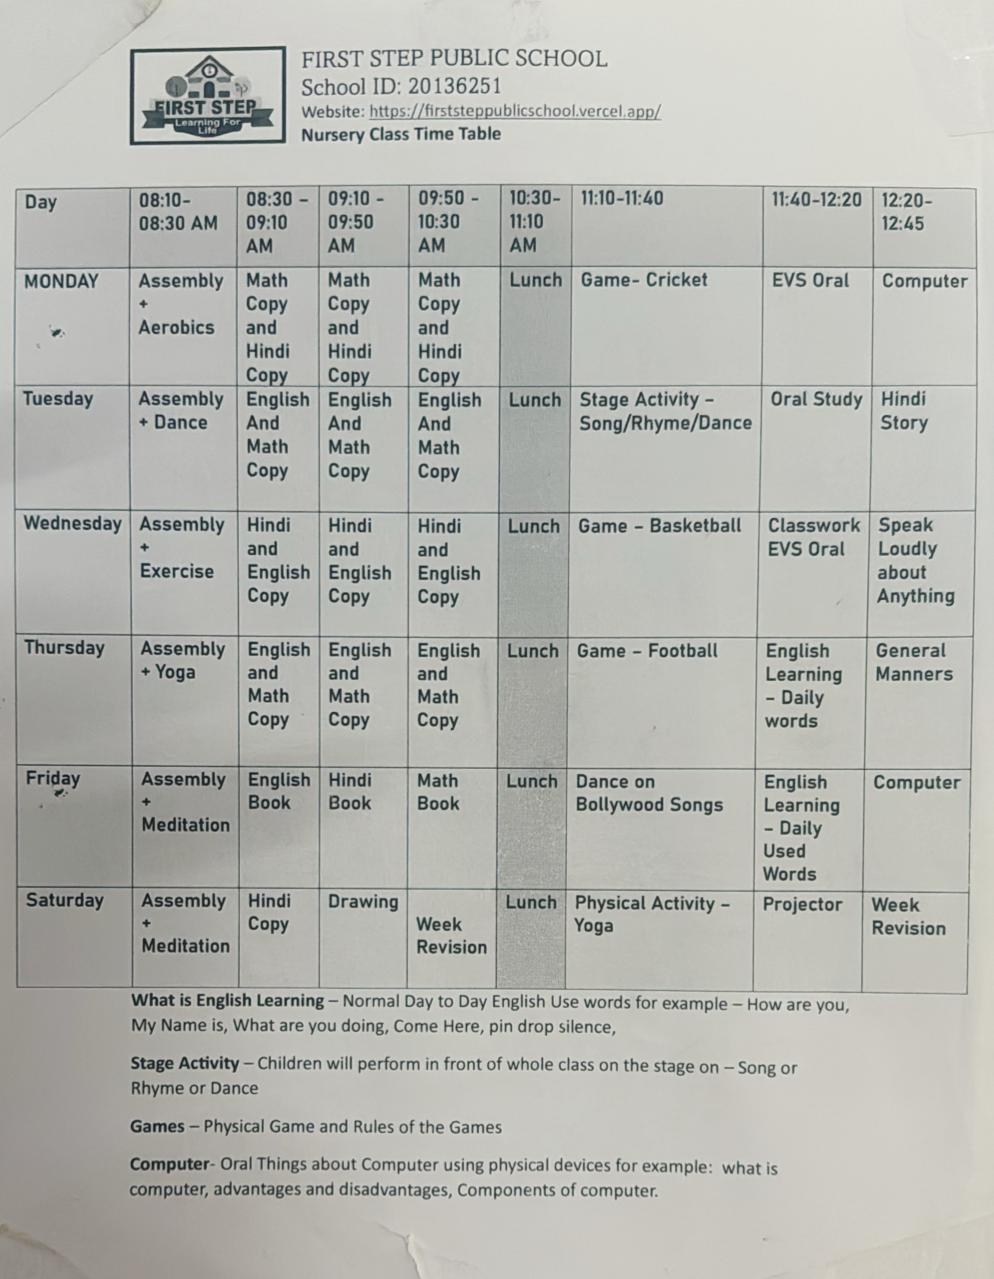 FIRST STEP
Learning For
Life
FIRST STEP PUBLIC SCHOOL
School ID: 20136251
Website: https://firststeppublicschool.vercel.app/
Nursery Class Time Table
Day
08:10-
08:30 AM
08:30 –
09:10
AM
09:10 -
09:50
AM
09:50 -
10:30
AM
10:30-
11:10
AM
11:10-11:40
11:40-12:20
12:20-
12:45
MONDAY
Assembly
+
Aerobics
Math
Copy
and
Hindi
Copy
Math
Copy
and
Hindi
Copy
Math
Copy
and
Hindi
Copy
Lunch
Game- Cricket
EVS Oral
Computer
Tuesday
Assembly
+ Dance
English
And
Math
Copy
English
And
Math
Copy
English
And
Math
Copy
Lunch
Stage Activity –
Song/Rhyme/Dance
Oral Study
Hindi
Story
Wednesday
Assembly
+
Exercise
Hindi
and
English
Copy
Hindi
and
English
Copy
Hindi
and
English
Copy
Lunch
Game – Basketball
Classwork
EVS Oral
Speak
Loudly
about
Anything
Thursday
Assembly
+ Yoga
English
and
Math
Copy
English
and
Math
Copy
English
and
Math
Copy
Lunch
Game – Football
English
Learning
– Daily
words
General
Manners
Friday
Assembly
+
Meditation
English
Book
Hindi
Book
Math
Book
Lunch
Dance on
Bollywood Songs
English
Learning
– Daily
Used
Words
Computer
Saturday
Assembly
+
Meditation
Hindi
Copy
Drawing
Week
Revision
Lunch
Physical Activity –
Yoga
Projector
Week
Revision
What is English Learning – Normal Day to Day English Use words for example – How are you,
My Name is, What are you doing, Come Here, pin drop silence,
Stage Activity – Children will perform in front of whole class on the stage on – Song or
Rhyme or Dance
Games – Physical Game and Rules of the Games
Computer- Oral Things about Computer using physical devices for example: what is
computer, advantages and disadvantages, Components of computer.